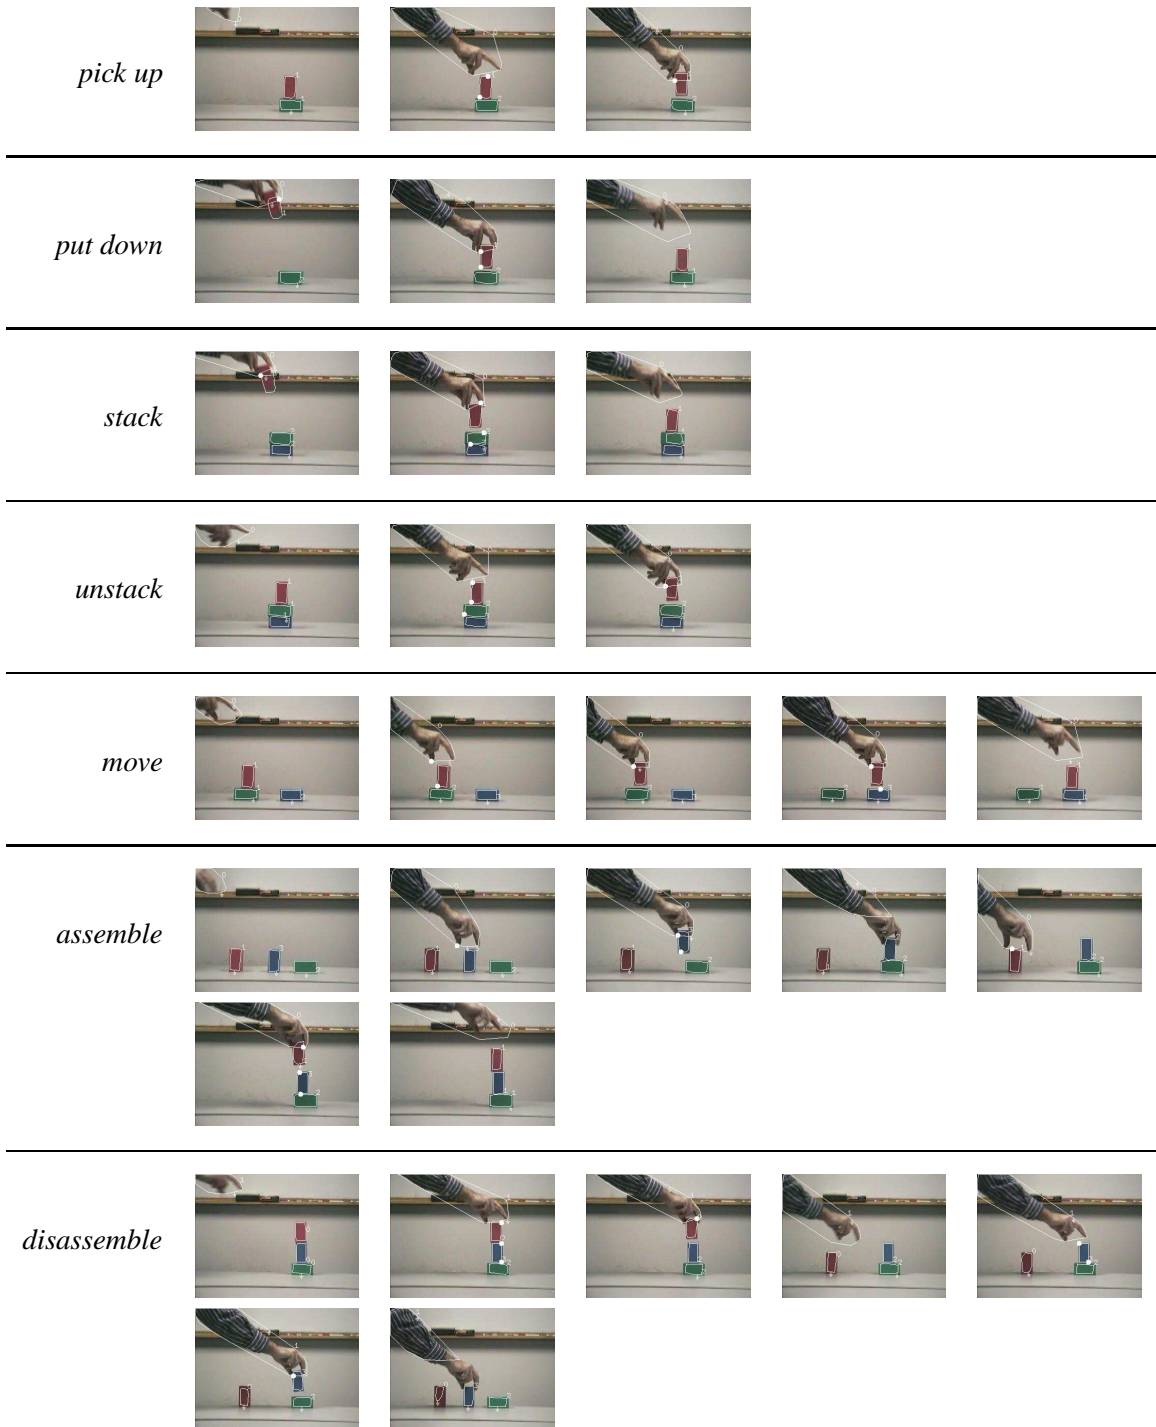 pick up
put down
stack
unstack
move
assemble
disassemble